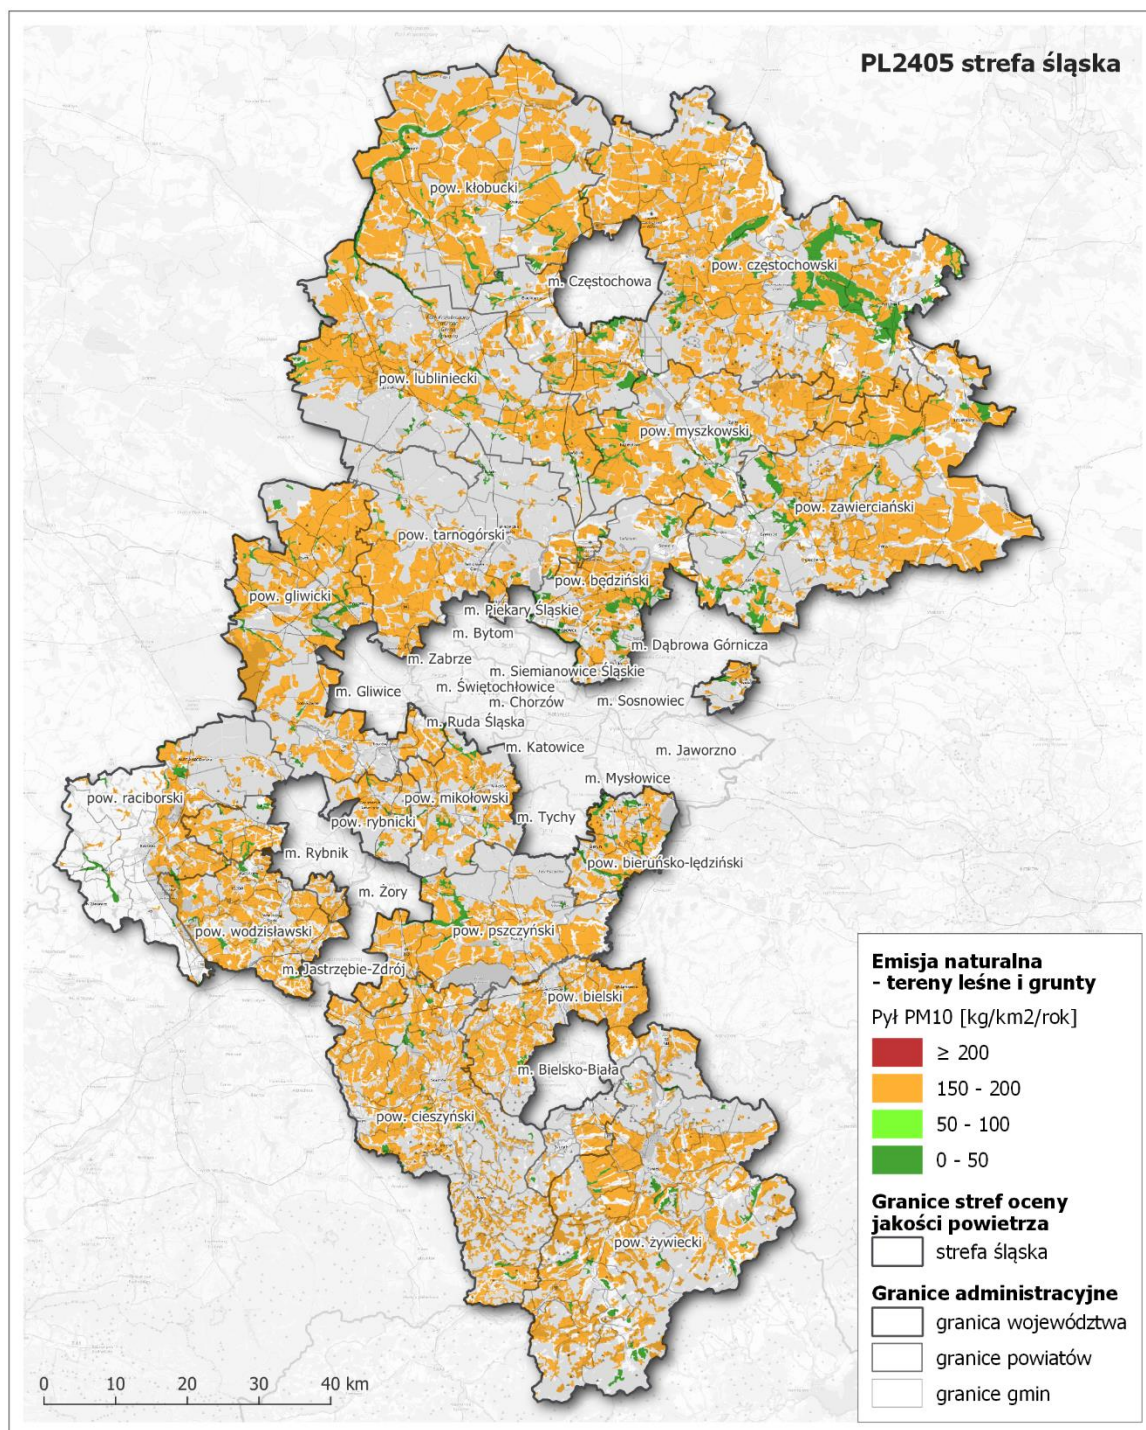 PL2405 strefa śląska
pow. kłobucki
pow. częstochowski
m. Częstochowa
pow. lubliniecki
pow. myszkowski
pow. zawierciański
pow. tarnogórski
pow. będziński
pow. gliwicki
m. Piekary Śląskie
m. Bytom
m. Dąbrowa Górnicza
m. Zabrze
m. Siemianowice Śląskie
m. Gliwice
m. Świętochłowice
m. Chorzów
m. Sosnowiec
m. Ruda Śląska
m. Katowice
m. Jaworzno
m. Mysłowice
pow. raciborski
pow. mikołowski
m. Tychy
pow. rybnicki
m. Rybnik
pow. bieruńsko-lędziński
m. Żory
pow. wodzisławski
pow. pszczyński
m. Jastrzębie-Zdrój
pow. bielski
m. Bielsko-Biała
pow. cieszyński
pow. żywiecki
Emisja naturalna
- tereny leśne i grunty
Pył PM10 [kg/km2/rok]
≥ 200
150 - 200
50 - 100
0 - 50
Granice stref oceny
jakości powietrza
strefa śląska
Granice administracyjne
granica województwa
granice powiatów
granice gmin
0 10 20 30 40 km